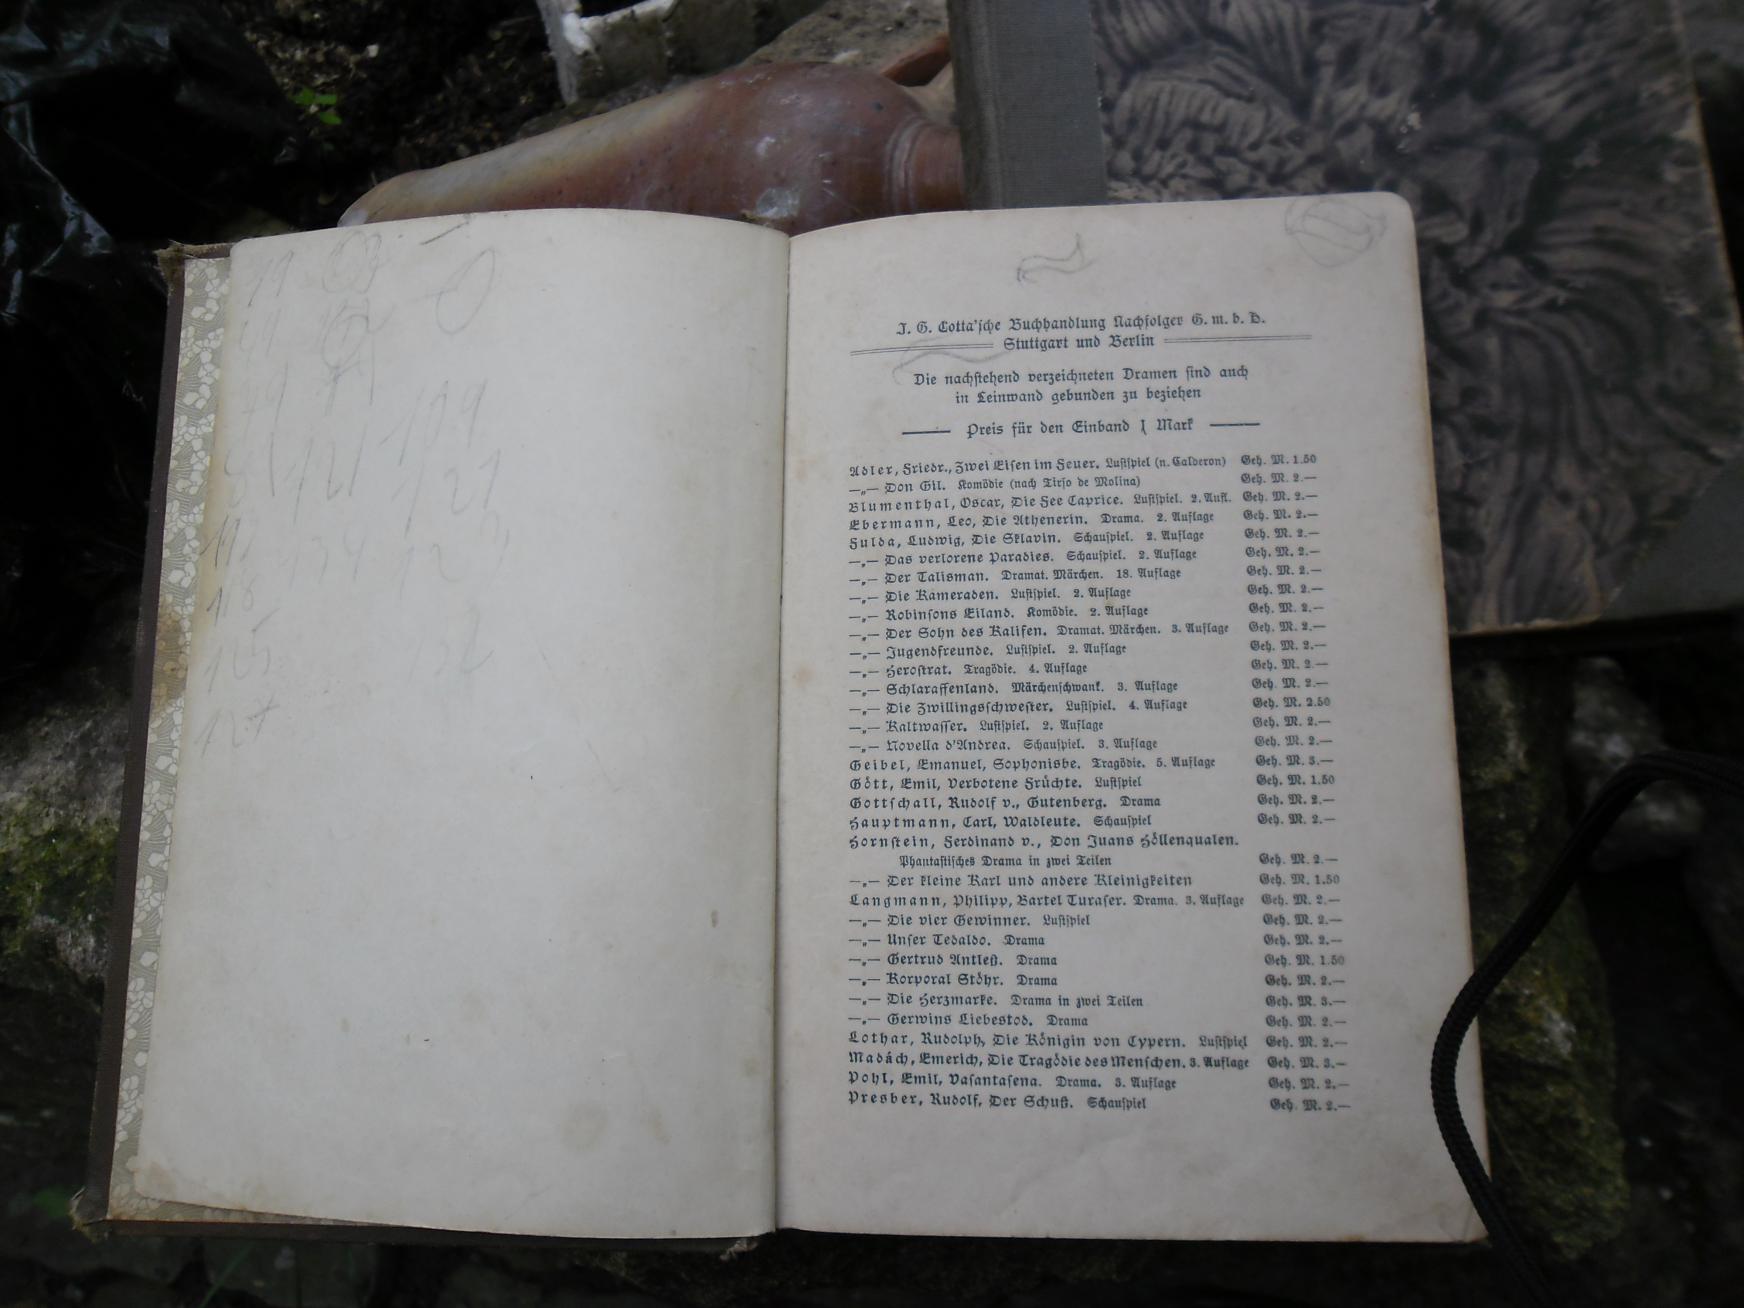 19
121
199
21
34
12
118
125
127
J. G. Cotta'sche Buchhandlung Nachfolger G. m. b. H.
Stuttgart und Berlin
Die nachstehend verzeichneten Dramen sind auch
in Leinwand gebunden zu beziehen
Preis für den Einband 1 Mark
Adler, Friedr., Zwei Eisen im Feuer. Lustspiel (n. Calderon) Geh. M. 1.50
—„— Don Gil. Komödie (nach Tirso de Molina) Geh. M. 2.—
Blumenthal, Oscar, Die Fee Caprice. Lustspiel. 2. Aufl. Geh. M. 2.—
Ebermann, Leo, Die Athenerin. Drama. 2. Auflage Geh. M. 2.—
Fulda, Ludwig, Die Sklavin. Schauspiel. 2. Auflage Geh. M. 2.—
—„— Das verlorene Paradies. Schauspiel. 2. Auflage Geh. M. 2.—
—„— Der Talisman. Dramat. Märchen. 18. Auflage Geh. M. 2.—
—„— Die Kameraden. Lustspiel. 2. Auflage Geh. M. 2.—
—„— Robinsons Eiland. Komödie. 2. Auflage Geh. M. 2.—
—„— Der Sohn des Kalifen. Dramat. Märchen. 3. Auflage Geh. M. 2.—
—„— Jugendfreunde. Lustspiel. 2. Auflage Geh. M. 2.—
—„— Herostrat. Tragödie. 4. Auflage Geh. M. 2.—
—„— Schlaraffenland. Märchenschwank. 3. Auflage Geh. M. 2.—
—„— Die Zwillingsschwester. Lustspiel. 4. Auflage Geh. M. 2.50
—„— Kaltwasser. Lustspiel. 2. Auflage Geh. M. 2.—
—„— Novella d'Andrea. Schauspiel. 3. Auflage Geh. M. 2.—
Geibel, Emanuel, Sophonisbe. Tragödie. 5. Auflage Geh. M. 3.—
Gött, Emil, Verbotene Früchte. Lustspiel Geh. M. 1.50
Gottschall, Rudolf v., Gutenberg. Drama Geh. M. 2.—
Hauptmann, Carl, Waldleute. Schauspiel Geh. M. 2.—
Hornstein, Ferdinand v., Don Juans Höllenqualen.
Phantastisches Drama in zwei Teilen Geh. M. 2.—
—„— Der kleine Karl und andere Kleinigkeiten Geh. M. 1.50
Langmann, Philipp, Bartel Turaser. Drama. 3. Auflage Geh. M. 2.—
—„— Die vier Gewinner. Lustspiel Geh. M. 2.—
—„— Unser Tedaldo. Drama Geh. M. 2.—
—„— Gertrud Antleß. Drama Geh. M. 1.50
—„— Korporal Stöhr. Drama Geh. M. 2.—
—„— Die Herzmarke. Drama in zwei Teilen Geh. M. 3.—
—„— Gerwins Liebestod. Drama Geh. M. 2.—
Lothar, Rudolph, Die Königin von Cypern. Lustspiel Geh. M. 2.—
Madách, Emerich, Die Tragödie des Menschen. 3. Auflage Geh. M. 3.—
Pohl, Emil, Vasantasena. Drama. 3. Auflage Geh. M. 2.—
Presber, Rudolf, Der Schuß. Schauspiel Geh. M. 2.—